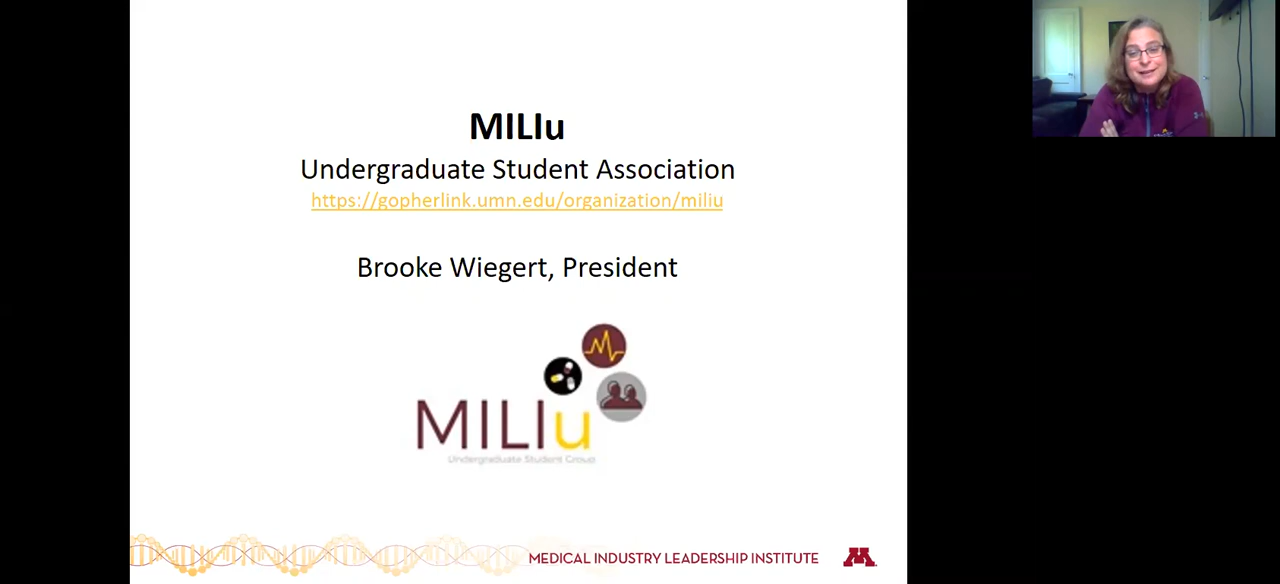 MILIu
Undergraduate Student Association
https://gopherlink.umn.edu/organization/miliu
Brooke Wiegert, President
MILIu
Undergraduate Student Group
MEDICAL INDUSTRY LEADERSHIP INSTITUTE M